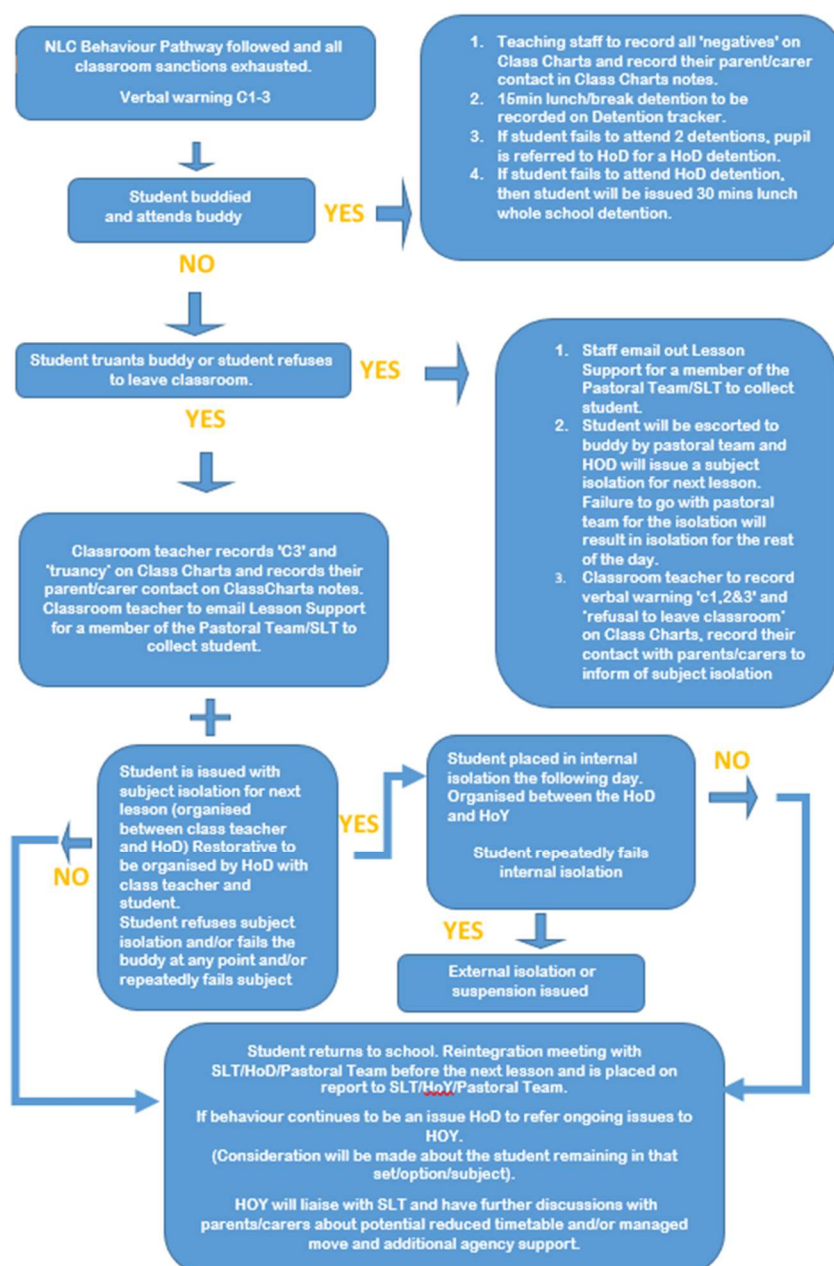 NLC Behaviour Pathway followed and all
classroom sanctions exhausted.
Verbal warning C1-3
1. Teaching staff to record all 'negatives' on
Class Charts and record their parent/carer
contact in Class Charts notes.
2. 15min lunch/break detention to be
recorded on Detention tracker.
3. If student fails to attend 2 detentions, pupil
is referred to HoD for a HoD detention.
4. If student fails to attend HoD detention,
then student will be issued 30 mins lunch
whole school detention.
Student buddied
and attends buddy
YES
NO
Student truants buddy or student refuses
to leave classroom.
YES
YES
1. Staff email out Lesson
Support for a member of the
Pastoral Team/SLT to collect
student.
2. Student will be escorted to
buddy by pastoral team and
HOD will issue a subject
isolation for next lesson.
Failure to go with pastoral
team for the isolation will
result in isolation for the rest
of the day.
3. Classroom teacher to record
verbal warning 'c1,2&3' and
'refusal to leave classroom'
on Class Charts, record their
contact with parents/carers to
inform of subject isolation
Classroom teacher records 'C3' and
'truancy' on Class Charts and records their
parent/carer contact on ClassCharts notes.
Classroom teacher to email Lesson Support
for a member of the Pastoral Team/SLT to
collect student.
Student is issued with
subject isolation for next
lesson (organised
between class teacher
and HoD) Restorative to
be organised by HoD with
class teacher and
student.
Student refuses subject
isolation and/or fails the
buddy at any point and/or
repeatedly fails subject
NO
YES
Student placed in internal
isolation the following day.
Organised between the HoD
and HoY
Student repeatedly fails
internal isolation
NO
YES
External isolation or
suspension issued
Student returns to school. Reintegration meeting with
SLT/HoD/Pastoral Team before the next lesson and is placed on
report to SLT/HoY/Pastoral Team.
If behaviour continues to be an issue HoD to refer ongoing issues to
HOY.
(Consideration will be made about the student remaining in that
set/option/subject).
HOY will liaise with SLT and have further discussions with
parents/carers about potential reduced timetable and/or managed
move and additional agency support.